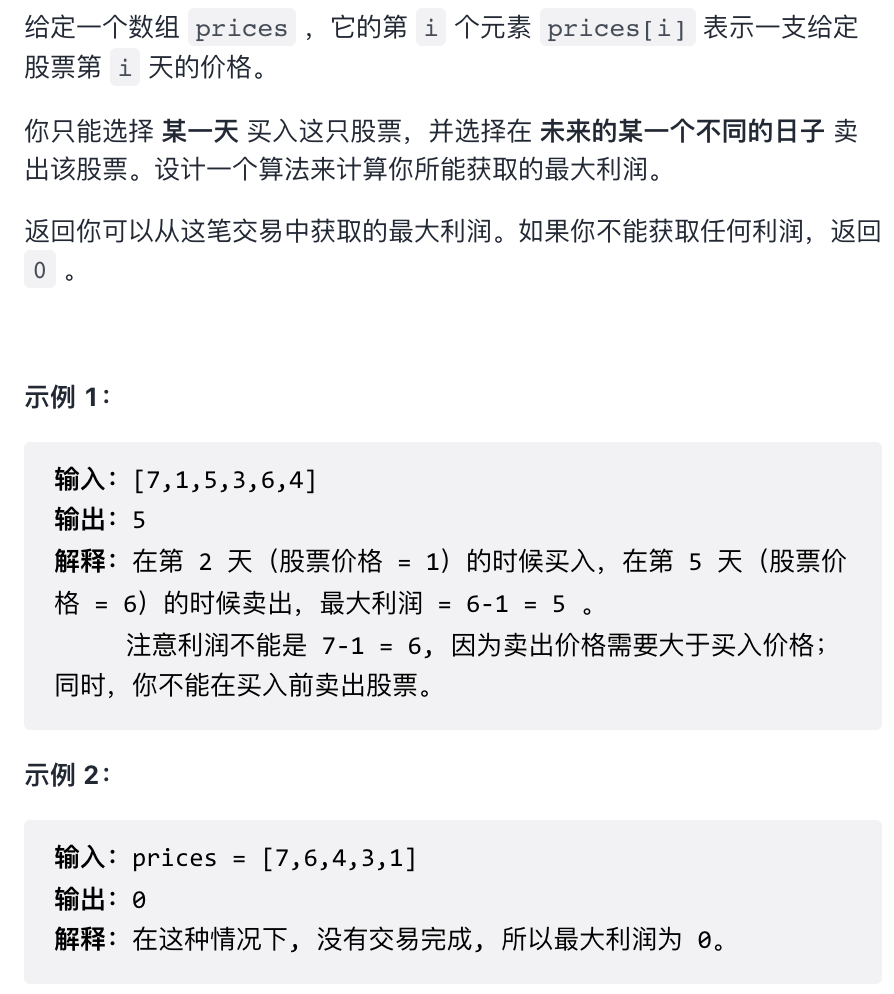 给定一个数组 prices ，它的第 i 个元素 prices[i] 表示一支给定
股票第 i 天的价格。
你只能选择 某一天 买入这只股票，并选择在 未来的某一个不同的日子 卖
出该股票。设计一个算法来计算你所能获取的最大利润。
返回你可以从这笔交易中获取的最大利润。如果你不能获取任何利润，返回
0 。
示例 1：
输入：[7,1,5,3,6,4]
输出：5
解释：在第 2 天（股票价格 = 1）的时候买入，在第 5 天（股票价
格 = 6）的时候卖出，最大利润 = 6-1 = 5 。
注意利润不能是 7-1 = 6, 因为卖出价格需要大于买入价格；
同时，你不能在买入前卖出股票。
示例 2：
输入：prices = [7,6,4,3,1]
输出：0
解释：在这种情况下, 没有交易完成, 所以最大利润为 0。